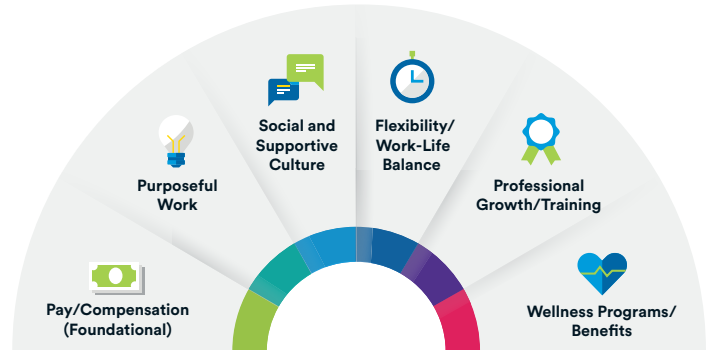 Pay/Compensation
(Foundational)
Purposeful
Work
Social and
Supportive
Culture
Flexibility/
Work-Life
Balance
Professional
Growth/Training
Wellness Programs/
Benefits